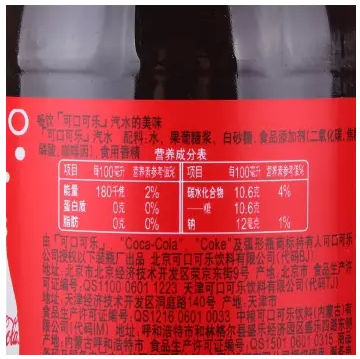 畅饮「可口可乐」汽水的美味
「可口可乐」汽水 配料:水、果葡糖浆、白砂糖、食品添加剂(二氧化碳、焦
磷酸、咖啡因)、食用香精
营养成分表
项目 每100毫升 营养素参考值% 项目 每100毫升 营养素参考值%
能量 180千焦 2% 碳水化合物 10.6克 4%
蛋白质 0克 0% —糖 10.6克
脂肪 0克 0% 钠 12毫克 1%
由「可口可乐」、"Coca-Cola"、"Coke"及弧形瓶商标持有人可口可
公司授权以下装瓶厂出品 北京可口可乐饮料有限公司(代码BJ)
地址:北京市北京经济技术开发区荣京东街9号 产地:北京市 食品生产许
可证编号:QS1100 0601 1223 天津可口可乐饮料有限公司(代码TJ)
地址:天津经济技术开发区 140号 产地:天津市
食品生产许可证编号:QS1216 0601 0033 中粮可口可乐饮料(内蒙古)
有限公司(代码M) 地址:呼和浩特市和林格尔县盛乐经济园区盛乐
产地:内蒙古呼和浩特市 食品生产许可证编号:QS1501 0601 0315